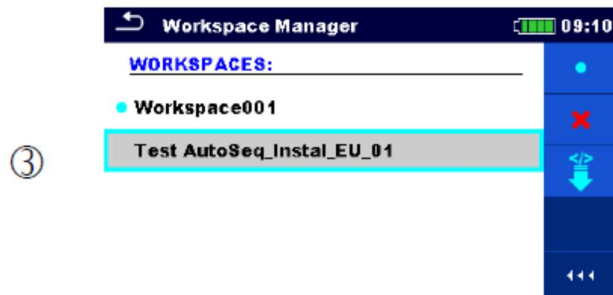 Workspace Manager 09:10
WORKSPACES:
Workspace001
③
Test AutoSeq_Instal_EU_01